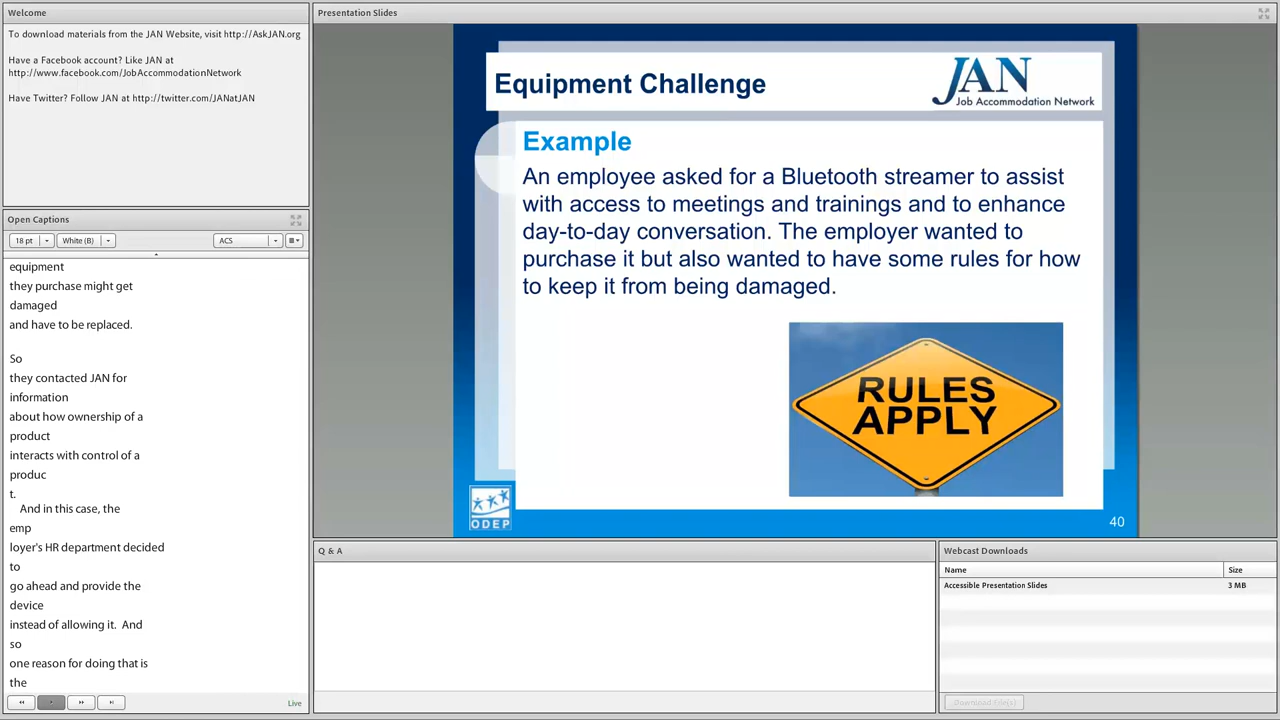 Welcome
To download materials from the JAN Website, visit http://AskJAN.org
Have a Facebook account? Like JAN at
http://www.facebook.com/JobAccommodationNetwork
Have Twitter? Follow JAN at http://twitter.com/JANatJAN
Open Captions
18 pt
White (B)
ACS
equipment
they purchase might get
damaged
and have to be replaced.
So
they contacted JAN for
information
about how ownership of a
product
interacts with control of a
produc
t.
And in this case, the
emp
loyer's HR department decided
to
go ahead and provide the
device
instead of allowing it. And
so
one reason for doing that is
the
Live
Presentation Slides
Equipment Challenge
JAN
Job Accommodation Network
Example
An employee asked for a Bluetooth streamer to assist
with access to meetings and trainings and to enhance
day-to-day conversation. The employer wanted to
purchase it but also wanted to have some rules for how
to keep it from being damaged.
RULES
APPLY
ODEP
40
Q & A
Webcast Downloads
Name Size
Accessible Presentation Slides 3 MB
Download File(s)